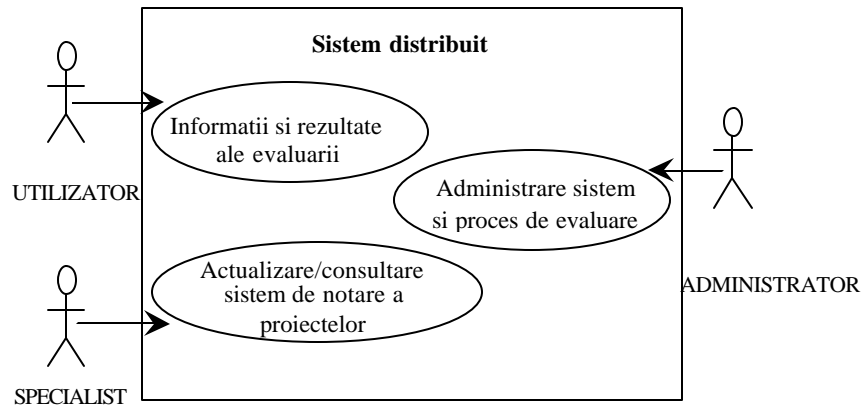 Sistem distribuit
Informatii si rezultate
ale evaluarii
UTILIZATOR
Administrare sistem
si proces de evaluare
ADMINISTRATOR
Actualizare/consultare
sistem de notare a
proiectelor
SPECIALIST